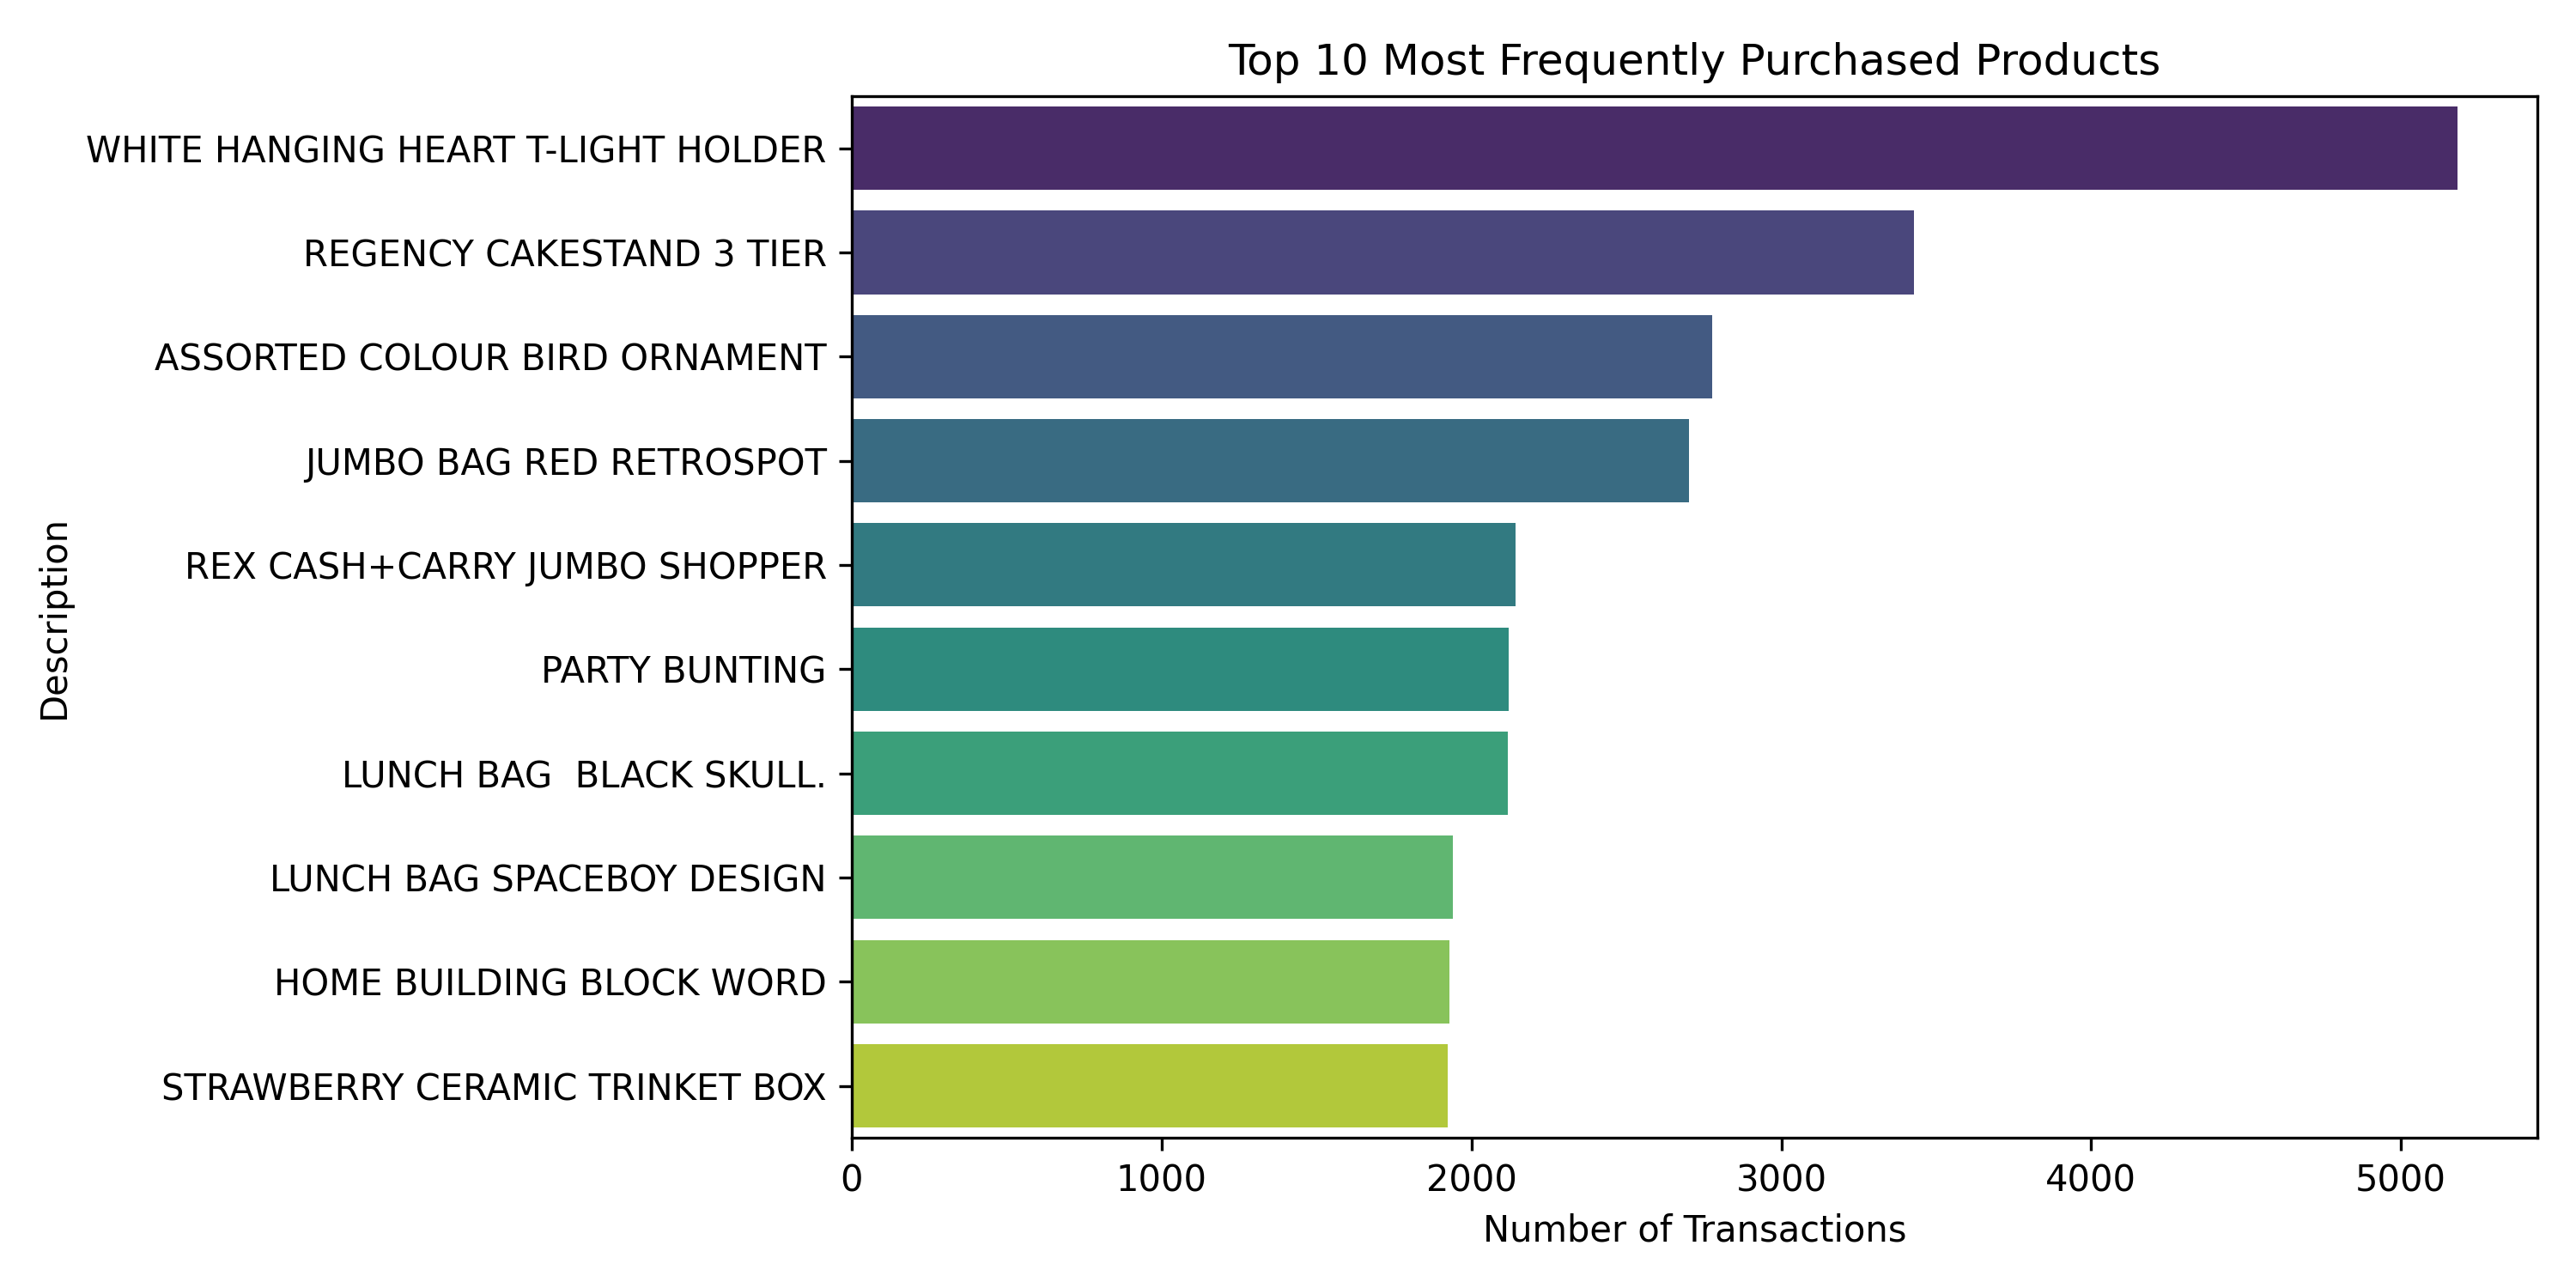 Top 10 Most Frequently Purchased Products
Description
WHITE HANGING HEART T-LIGHT HOLDER
REGENCY CAKESTAND 3 TIER
ASSORTED COLOUR BIRD ORNAMENT
JUMBO BAG RED RETROSPOT
REX CASH+CARRY JUMBO SHOPPER
PARTY BUNTING
LUNCH BAG  BLACK SKULL.
LUNCH BAG SPACEBOY DESIGN
HOME BUILDING BLOCK WORD
STRAWBERRY CERAMIC TRINKET BOX
0 1000 2000 3000 4000 5000
Number of Transactions